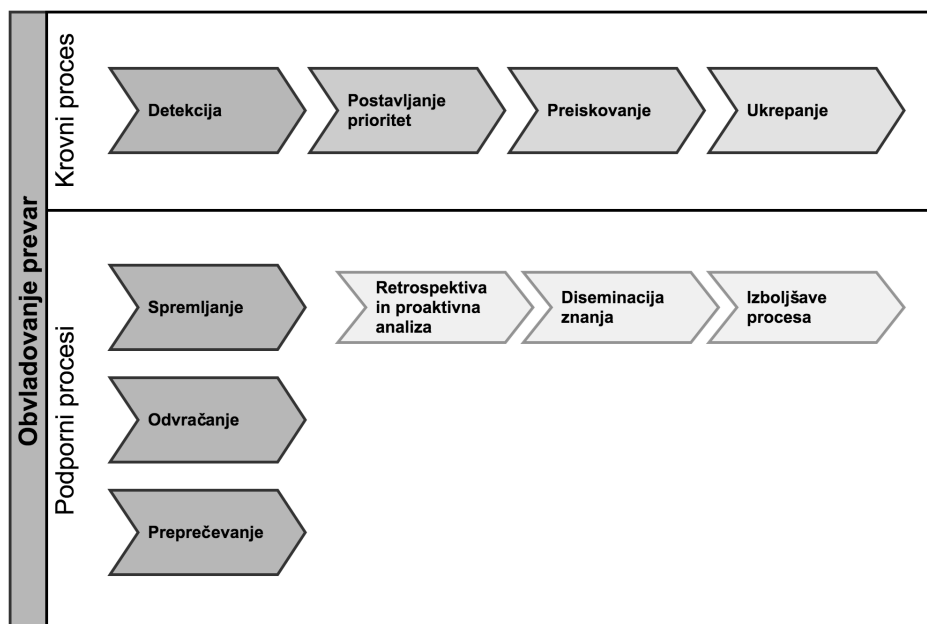 Obvladovanje prevar
Krovni proces
Detekcija
Postavljanje
prioritet
Preiskovanje
Ukrepanje
Podporni procesi
Spremljanje
Retrospektiva
in proaktivna
analiza
Diseminacija
znanja
Izboljšave
procesa
Odvračanje
Preprečevanje